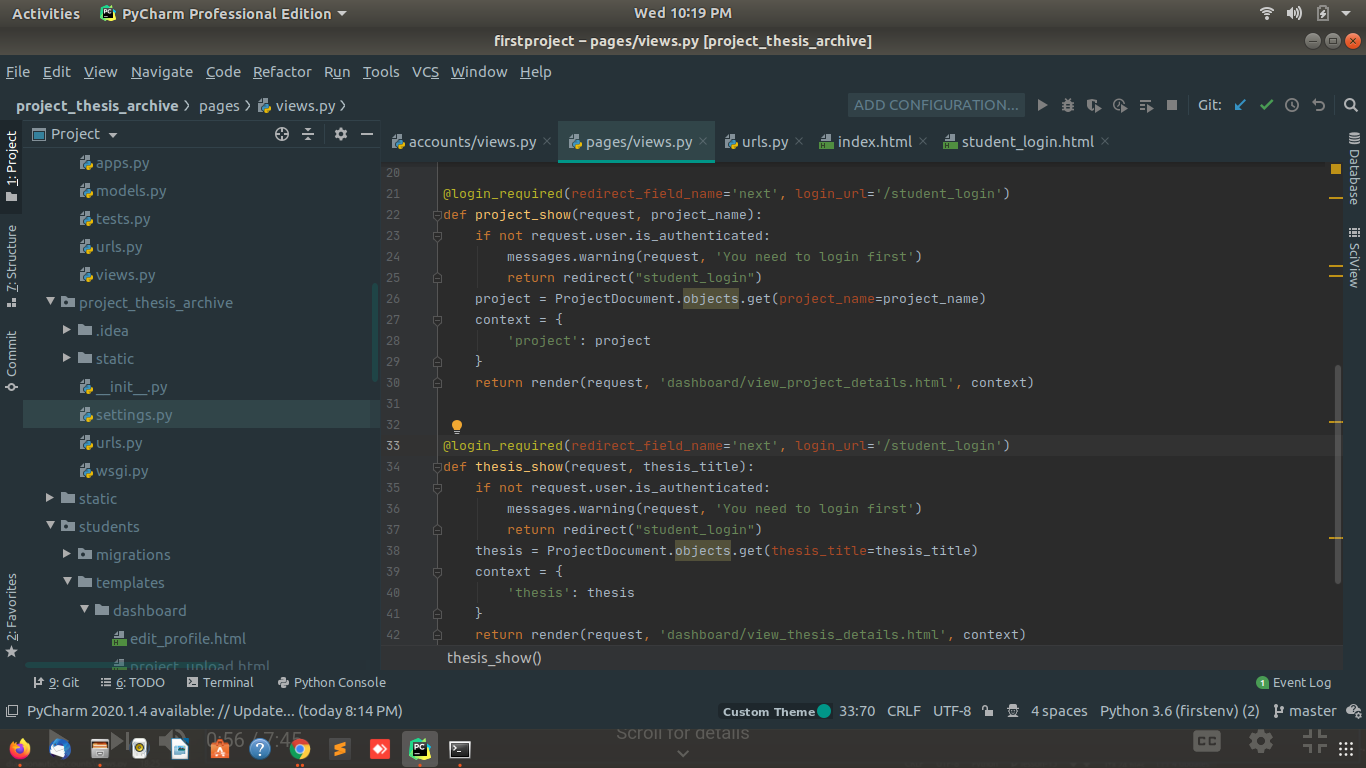 Activities PyCharm Professional Edition Wed 10:19 PM
firstproject – pages/views.py [project_thesis_archive]
File Edit View Navigate Code Refactor Run Tools VCS Window Help
project_thesis_archive pages views.py ADD CONFIGURATION... Git:
1: Project
7: Structure
Commit
2: Favorites
Project
apps.py
models.py
tests.py
urls.py
views.py
project_thesis_archive
.idea
static
__init__.py
settings.py
urls.py
wsgi.py
static
students
migrations
templates
dashboard
edit_profile.html
project_upload.html
accounts/views.py pages/views.py urls.py index.html student_login.html
20
21 @login_required(redirect_field_name='next', login_url='/student_login')
22 def project_show(request, project_name):
23 if not request.user.is_authenticated:
24 messages.warning(request, 'You need to login first')
25 return redirect("student_login")
26 project = ProjectDocument.objects.get(project_name=project_name)
27 context = {
28 'project': project
29 }
30 return render(request, 'dashboard/view_project_details.html', context)
31
32
33 @login_required(redirect_field_name='next', login_url='/student_login')
34 def thesis_show(request, thesis_title):
35 if not request.user.is_authenticated:
36 messages.warning(request, 'You need to login first')
37 return redirect("student_login")
38 thesis = ProjectDocument.objects.get(thesis_title=thesis_title)
39 context = {
40 'thesis': thesis
41 }
42 return render(request, 'dashboard/view_thesis_details.html', context)
thesis_show()
Database
SciView
9: Git 6: TODO Terminal Python Console 1 Event Log
PyCharm 2020.1.4 available: // Update... (today 8:14 PM) Custom Theme 33:70 CRLF UTF-8 4 spaces Python 3.6 (firstenv) (2) master
0:56 / 7:45 Scroll for details CC